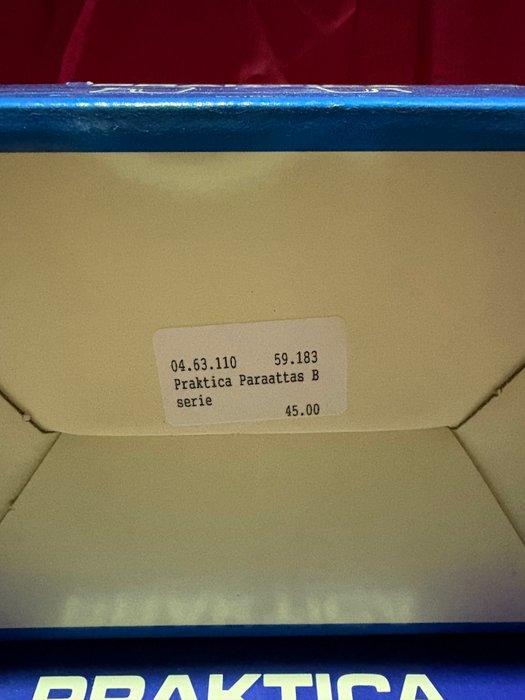 04.63.110 59.183
Praktica Paraattas B
serie
45.00
PRAKTICA